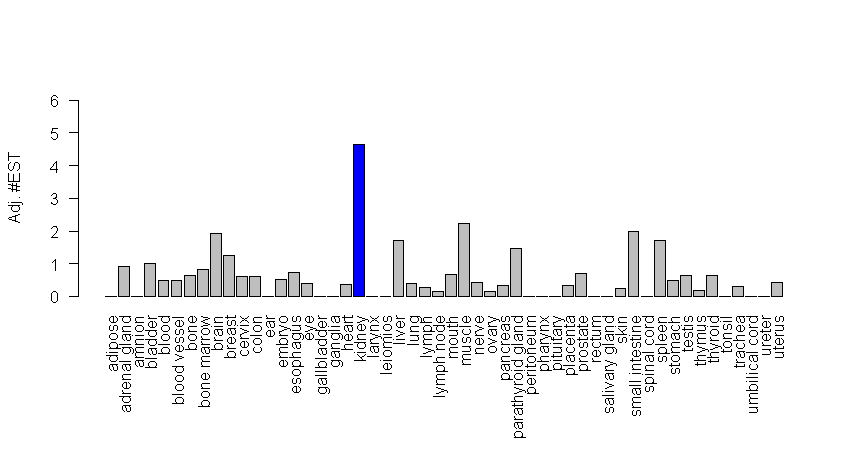 Adj. #EST
6
5
4
3
2
1
0
adipose
adrenal gland
amnion
bladder
blood
blood vessel
bone
bone marrow
brain
breast
cervix
colon
ear
embryo
esophagus
eye
gallbladder
ganglia
heart
kidney
larynx
leiomios
liver
lung
lymph
lymph node
mouth
muscle
nerve
ovary
pancreas
parathyroid gland
peritoneum
pharynx
pituitary
placenta
prostate
rectum
salivary gland
skin
small intestine
spinal cord
spleen
stomach
testis
thymus
thyroid
tonsil
trachea
umbilical cord
ureter
uterus